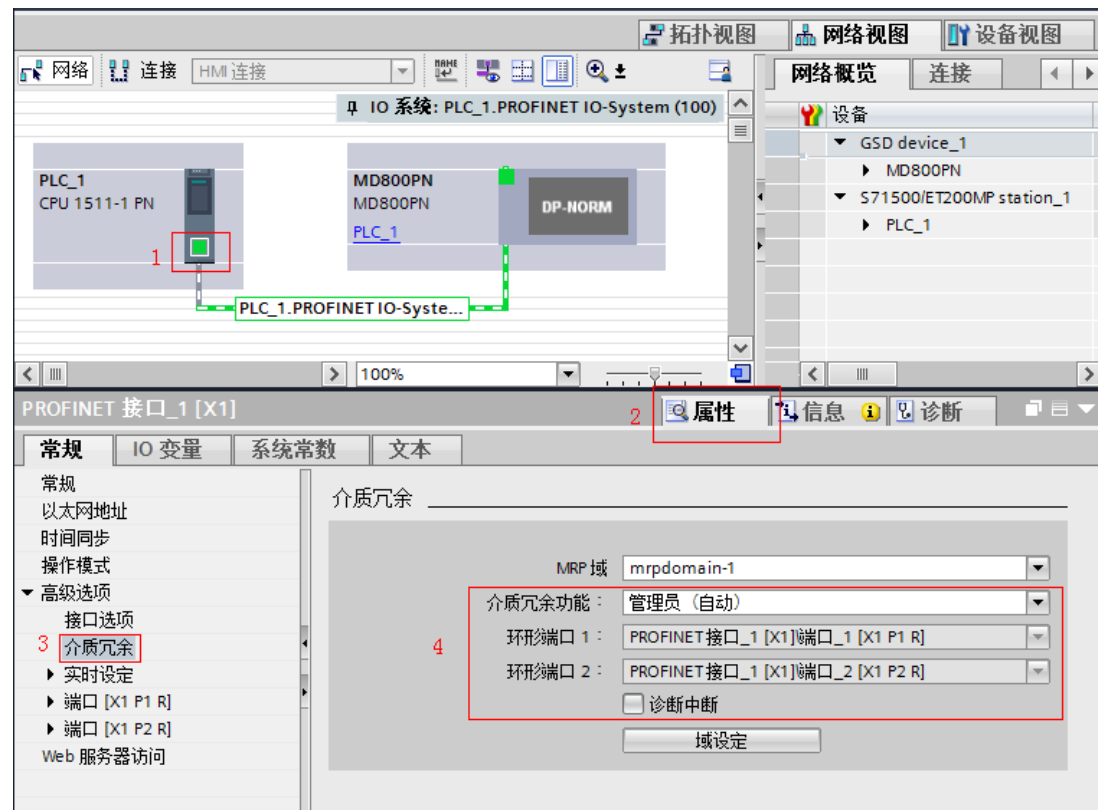 拓扑视图 网络视图 设备视图
网络 连接 HMI 连接 网络概览 连接
IO 系统: PLC_1.PROFINET IO-System (100)
设备
GSD device_1
MD800PN
S71500/ET200MP station_1
PLC_1
PLC_1
CPU 1511-1 PN
MD800PN
MD800PN
PLC_1
DP-NORM
1
PLC_1.PROFINET IO-Syste...
100%
PROFINET 接口_1 [X1]
2 属性 信息 诊断
常规 IO 变量 系统常数 文本
常规
以太网地址
时间同步
操作模式
高级选项
接口选项
3 介质冗余
实时设定
端口 [X1 P1 R]
端口 [X1 P2 R]
Web 服务器访问
介质冗余
MRP 域 mrpdomain-1
介质冗余功能: 管理员（自动）
4
环形端口 1: PROFINET接口_1 [X1]\端口_1 [X1 P1 R]
环形端口 2: PROFINET接口_1 [X1]\端口_2 [X1 P2 R]
诊断中断
域设定